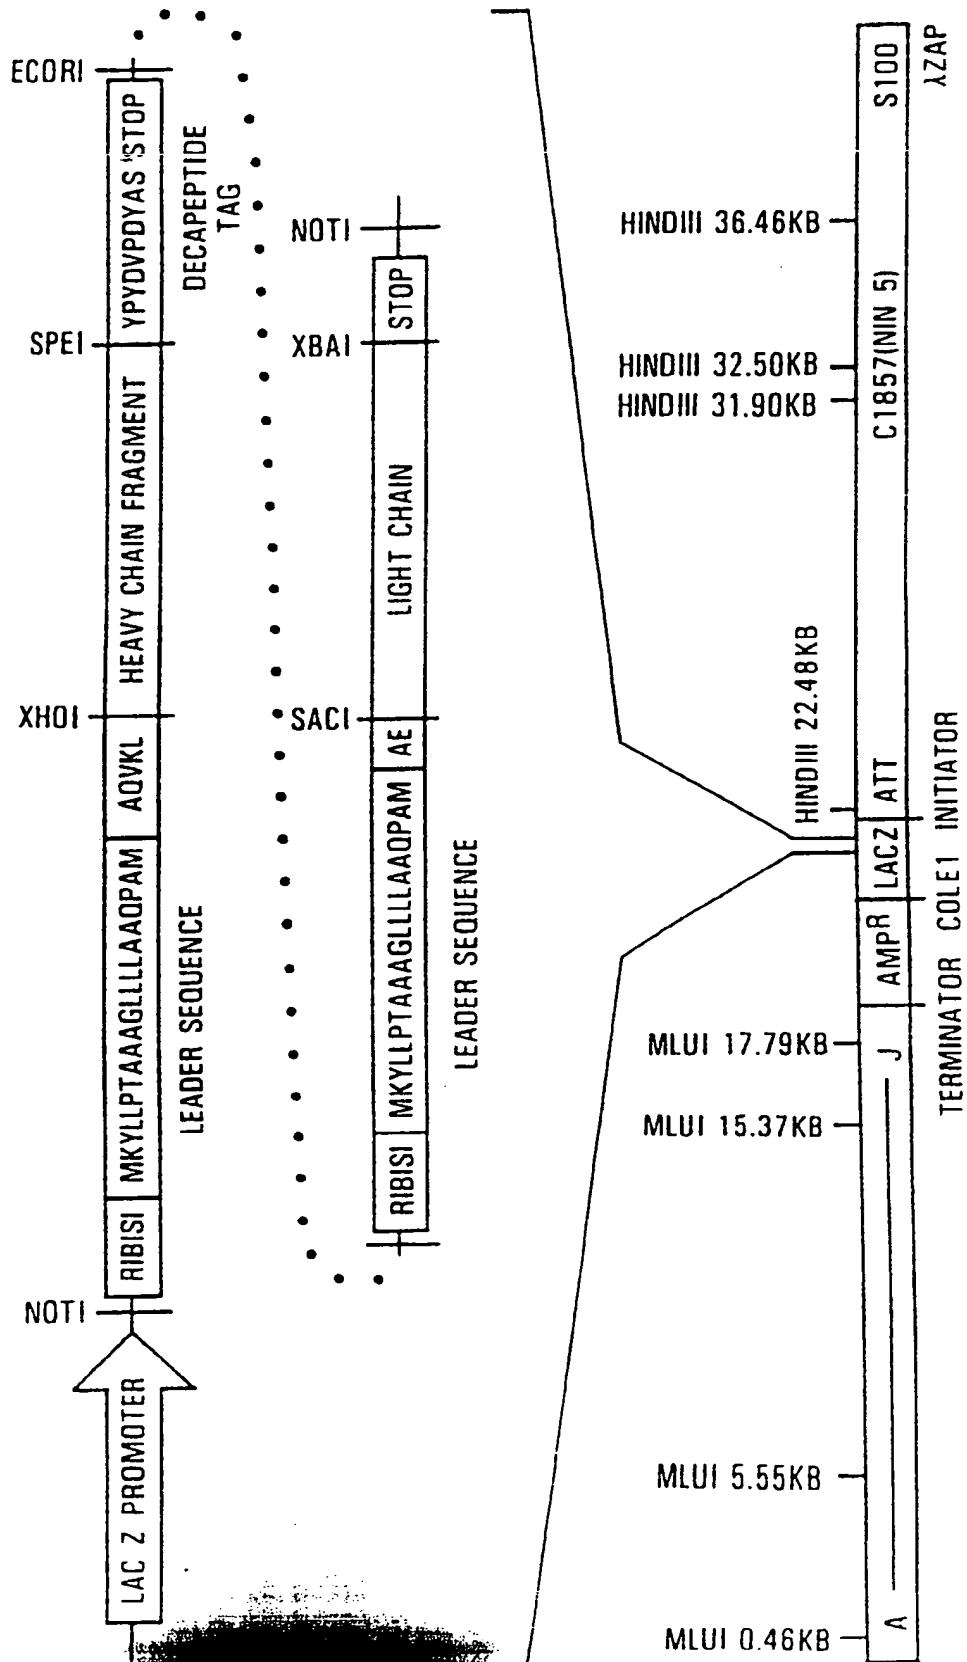 ECORI
YPYDVPDYAS STOP
DECAPEPTIDE
TAG
SPEI
HEAVY CHAIN FRAGMENT
XHOI
AQVKL
MKYLLPTAAAGLLLLAAQPAM
LEADER SEQUENCE
RIBISI
NOTI
LAC Z PROMOTER
NOTI
STOP
XBAI
LIGHT CHAIN
SACI
AE
MKYLLPTAAAGLLLLAAQPAM
LEADER SEQUENCE
RIBISI
λZAP
S100
HINDIII 36.46KB
C1857(NIN 5)
HINDIII 32.50KB
HINDIII 31.90KB
HINDIII 22.48KB
ATT
LACZ
AMPR
TERMINATOR COLE1 INITIATOR
MLUI 17.79KB
J
MLUI 15.37KB
MLUI 5.55KB
A
MLUI 0.46KB